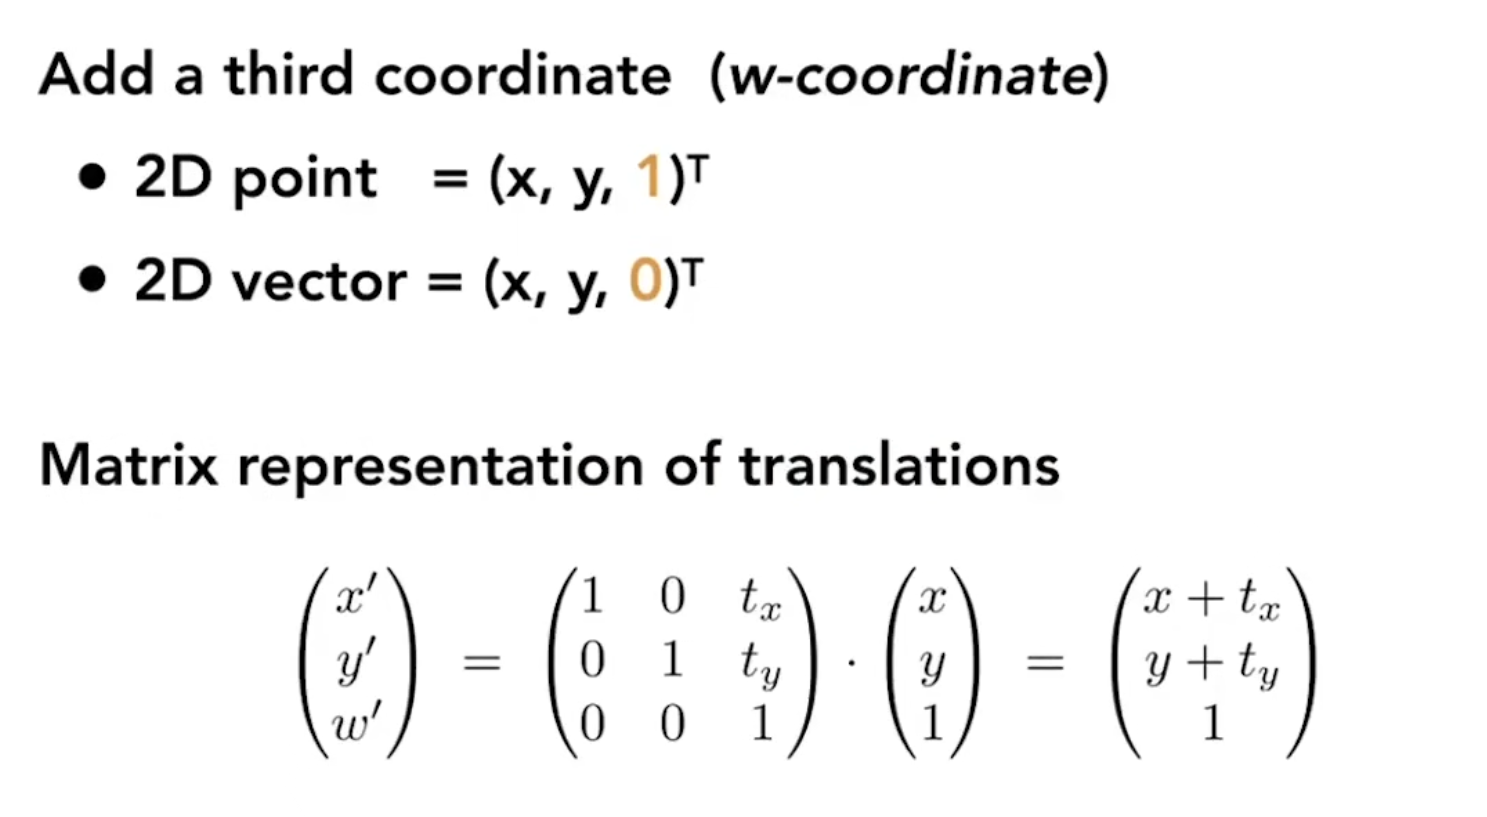 Add a third coordinate (w-coordinate)
• 2D point = (x, y, 1)ᵀ
• 2D vector = (x, y, 0)ᵀ
Matrix representation of translations
$\begin{pmatrix} x' \\ y' \\ w' \end{pmatrix} = \begin{pmatrix} 1 & 0 & t_x \\ 0 & 1 & t_y \\ 0 & 0 & 1 \end{pmatrix} \cdot \begin{pmatrix} x \\ y \\ 1 \end{pmatrix} = \begin{pmatrix} x + t_x \\ y + t_y \\ 1 \end{pmatrix}$